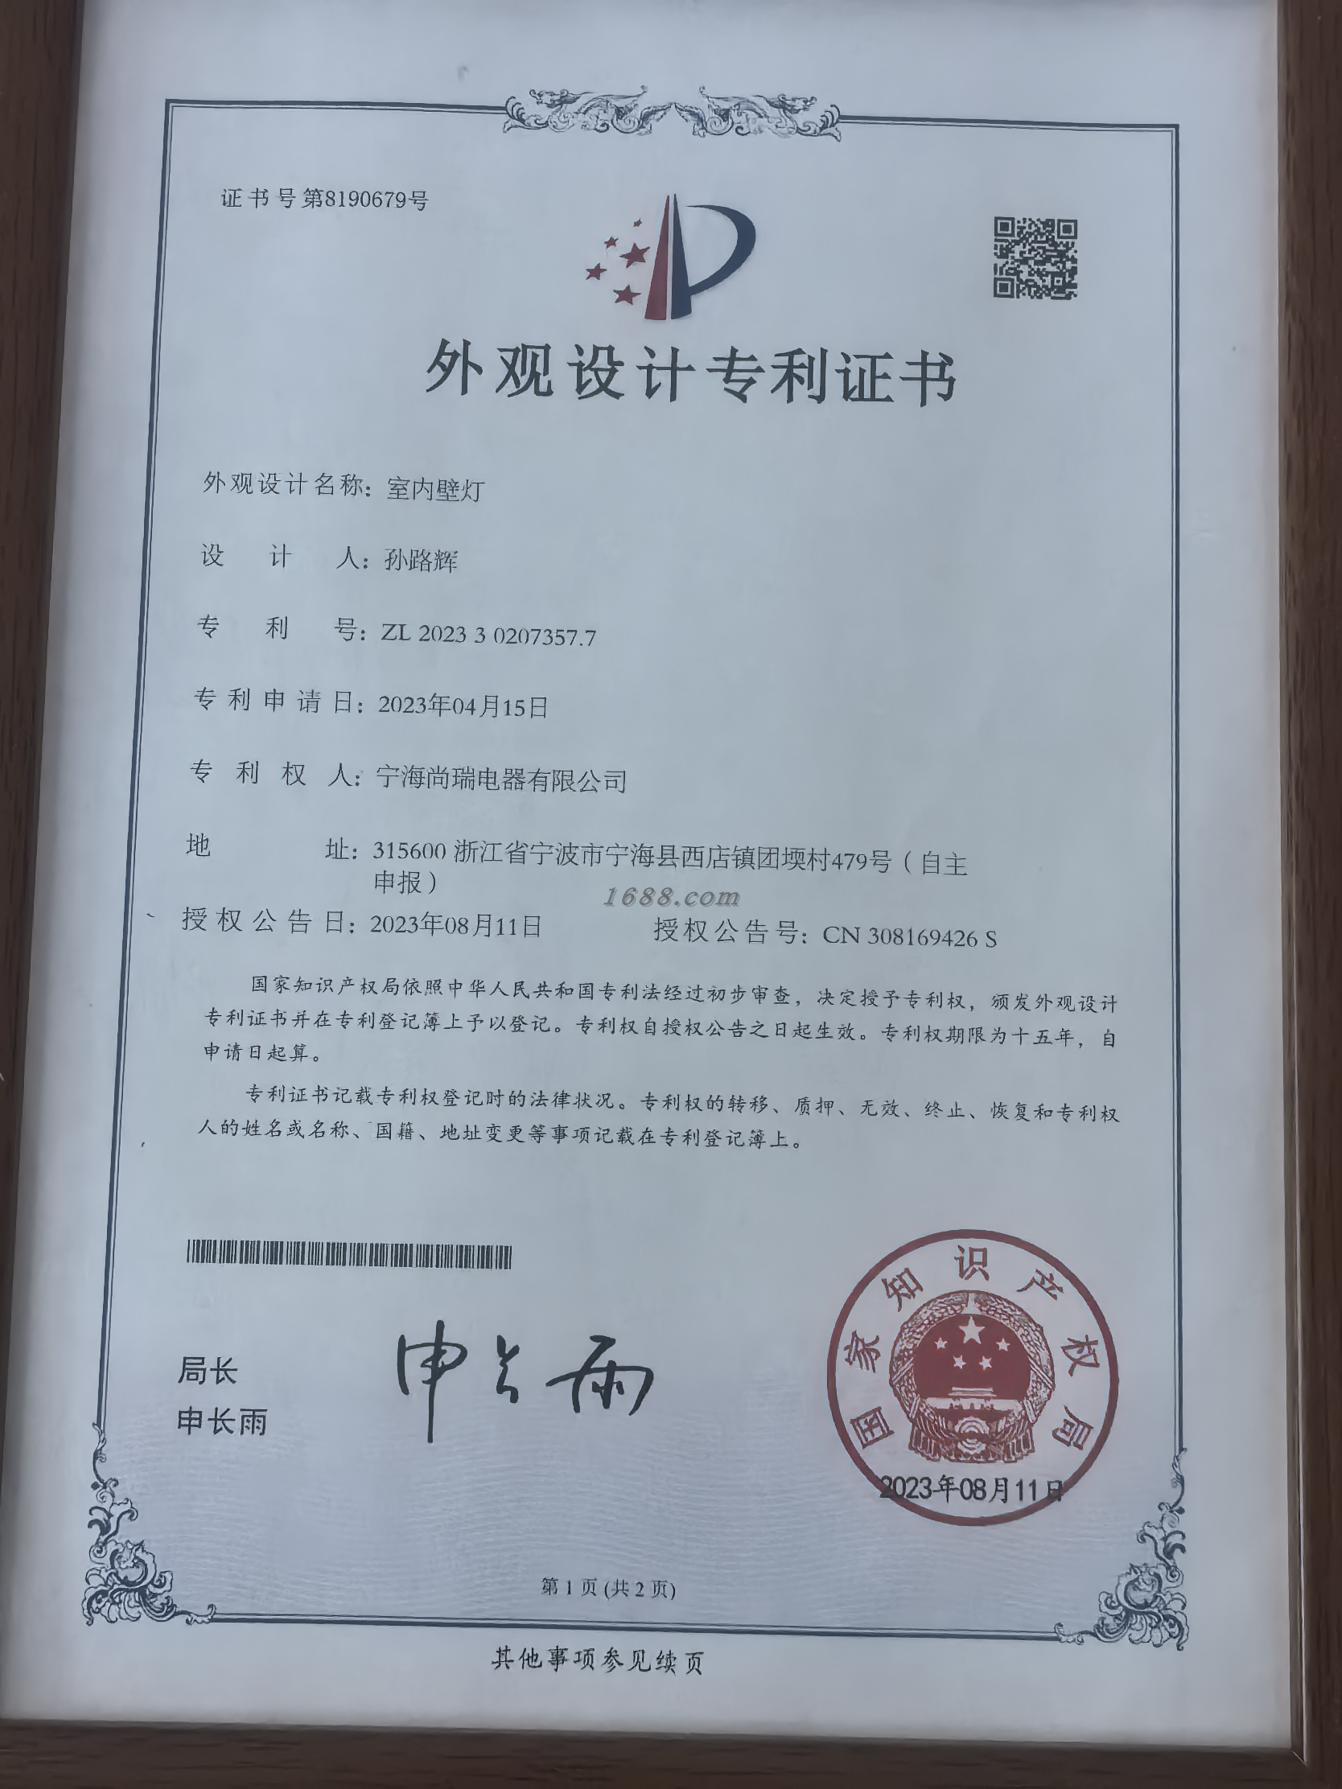 证书号第8190679号
外观设计专利证书
外观设计名称：室内壁灯
设计人：孙路辉
专利号：ZL 2023 3 0207357.7
专利申请日：2023年04月15日
专利权人：宁海尚瑞电器有限公司
地址：315600 浙江省宁波市宁海县西店镇团堧村479号（自主
申报）
1688.com
授权公告日：2023年08月11日 授权公告号：CN 308169426 S
国家知识产权局依照中华人民共和国专利法经过初步审查，决定授予专利权，颁发外观设计
专利证书并在专利登记簿上予以登记。专利权自授权公告之日起生效。专利权期限为十五年，自
申请日起算。
专利证书记载专利权登记时的法律状况。专利权的转移、质押、无效、终止、恢复和专利权
人的姓名或名称、国籍、地址变更等事项记载在专利登记簿上。
局长
申长雨
申长雨
国家知识产权局
2023年08月11日
第1页(共2页)
其他事项参见续页